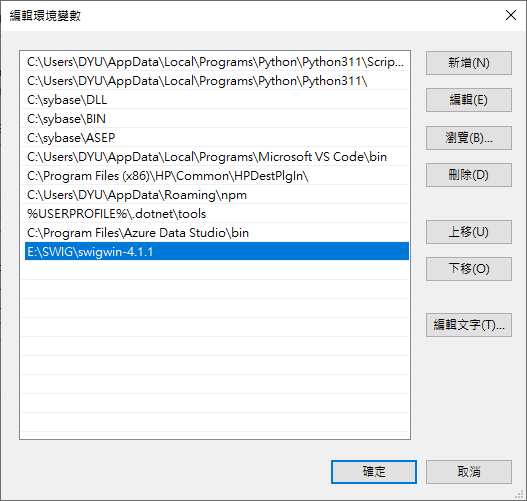 編輯環境變數
C:\Users\DYU\AppData\Local\Programs\Python\Python311\Scrip...
C:\Users\DYU\AppData\Local\Programs\Python\Python311\
C:\sybase\DLL
C:\sybase\BIN
C:\sybase\ASEP
C:\Users\DYU\AppData\Local\Programs\Microsoft VS Code\bin
C:\Program Files (x86)\HP\Common\HPDestPlgIn\
C:\Users\DYU\AppData\Roaming\npm
%USERPROFILE%\.dotnet\tools
C:\Program Files\Azure Data Studio\bin
E:\SWIG\swigwin-4.1.1
新增(N)
編輯(E)
瀏覽(B)...
刪除(D)
上移(U)
下移(O)
編輯文字(T)...
確定
取消